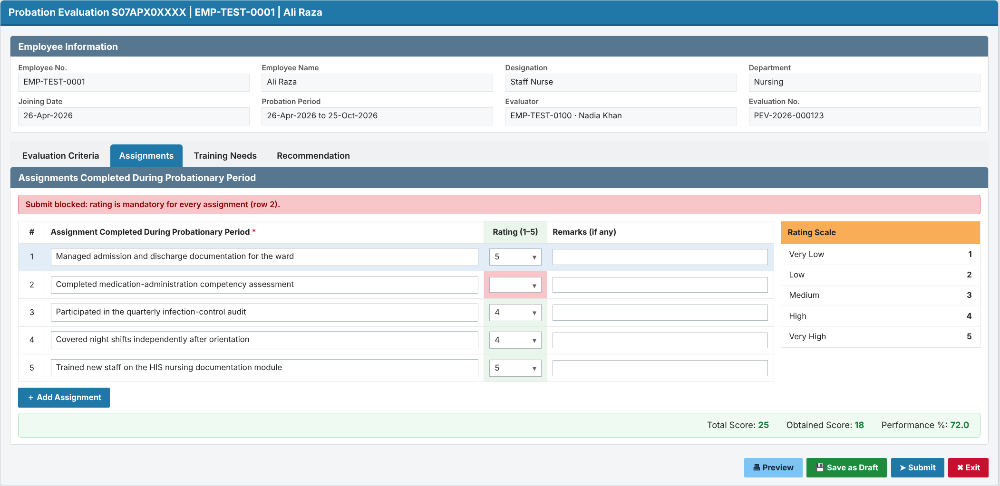 Probation Evaluation S07APX0XXXX | EMP-TEST-0001 | Ali Raza
Employee Information
Employee No.
EMP-TEST-0001
Employee Name
Ali Raza
Designation
Staff Nurse
Department
Nursing
Joining Date
26-Apr-2026
Probation Period
26-Apr-2026 to 25-Oct-2026
Evaluator
EMP-TEST-0100 · Nadia Khan
Evaluation No.
PEV-2026-000123
Evaluation Criteria Assignments Training Needs Recommendation
Assignments Completed During Probationary Period
Submit blocked: rating is mandatory for every assignment (row 2).
# Assignment Completed During Probationary Period * Rating (1–5) Remarks (if any)
1 Managed admission and discharge documentation for the ward 5
2 Completed medication-administration competency assessment
3 Participated in the quarterly infection-control audit 4
4 Covered night shifts independently after orientation 4
5 Trained new staff on the HIS nursing documentation module 5
Rating Scale
Very Low 1
Low 2
Medium 3
High 4
Very High 5
+ Add Assignment
Total Score: 25 Obtained Score: 18 Performance %: 72.0
Preview Save as Draft Submit Exit